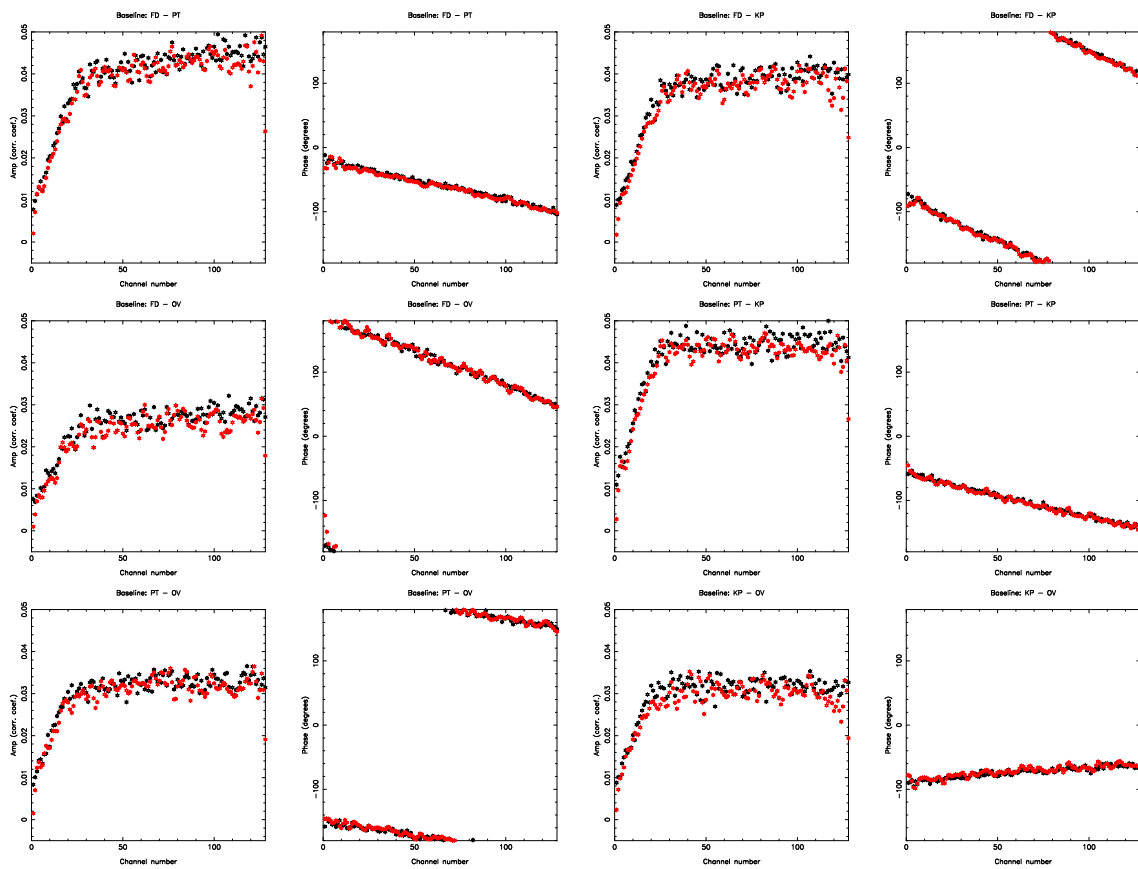 Baseline: FD - PT
Baseline: FD - PT
Baseline: FD - KP
Baseline: FD - KP
Amp (corr. coef.)
0 0.01 0.02 0.03 0.04 0.05
0 50 100
Channel number
Phase (degrees)
-100 0 100
0 50 100
Channel number
Amp (corr. coef.)
0 0.01 0.02 0.03 0.04 0.05
0 50 100
Channel number
Phase (degrees)
-100 0 100
0 50 100
Channel number
Baseline: FD - OV
Baseline: FD - OV
Baseline: PT - KP
Baseline: PT - KP
Amp (corr. coef.)
0 0.01 0.02 0.03 0.04 0.05
0 50 100
Channel number
Phase (degrees)
-100 0 100
0 50 100
Channel number
Amp (corr. coef.)
0 0.01 0.02 0.03 0.04 0.05
0 50 100
Channel number
Phase (degrees)
-100 0 100
0 50 100
Channel number
Baseline: PT - OV
Baseline: PT - OV
Baseline: KP - OV
Baseline: KP - OV
Amp (corr. coef.)
0 0.01 0.02 0.03 0.04 0.05
0 50 100
Channel number
Phase (degrees)
-100 0 100
0 50 100
Channel number
Amp (corr. coef.)
0 0.01 0.02 0.03 0.04 0.05
0 50 100
Channel number
Phase (degrees)
-100 0 100
0 50 100
Channel number